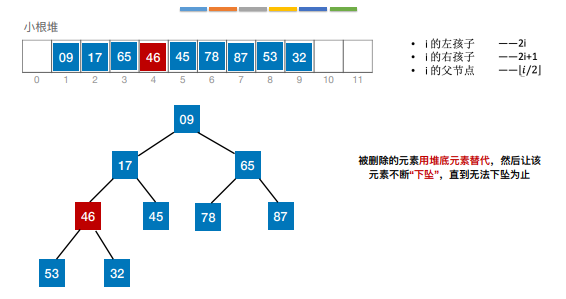 小根堆
09 17 65 46 45 78 87 53 32
0 1 2 3 4 5 6 7 8 9 10 11
• i 的左孩子 ——2i
• i 的右孩子 ——2i+1
• i 的父节点 ——⌊i/2⌋
09
17 65
46 45 78 87
53 32
被删除的元素用堆底元素替代，然后让该
元素不断“下坠”，直到无法下坠为止